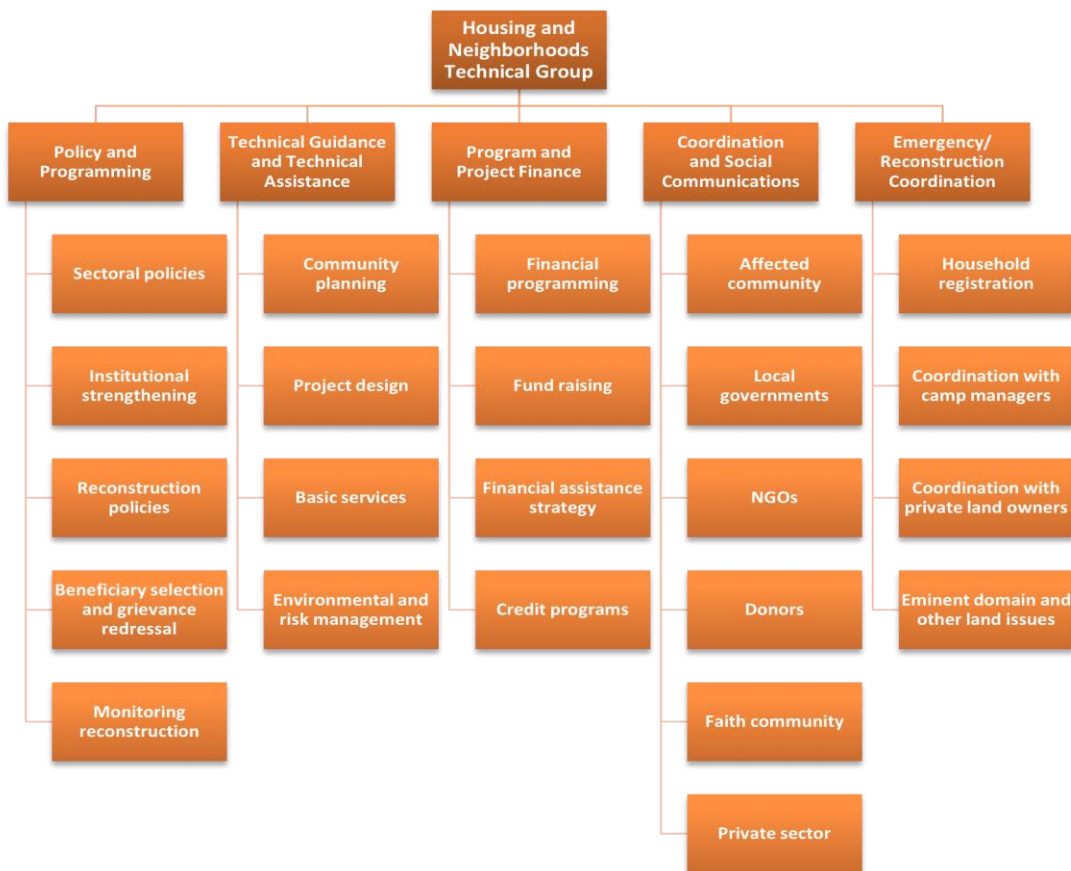 Housing and
Neighborhoods
Technical Group
Policy and
Programming
Technical Guidance
and Technical
Assistance
Program and
Project Finance
Coordination
and Social
Communications
Emergency/
Reconstruction
Coordination
Sectoral policies
Institutional
strengthening
Reconstruction
policies
Beneficiary selection
and grievance
redressal
Monitoring
reconstruction
Community
planning
Project design
Basic services
Environmental and
risk management
Financial
programming
Fund raising
Financial assistance
strategy
Credit programs
Affected
community
Local
governments
NGOs
Donors
Faith community
Private sector
Household
registration
Coordination with
camp managers
Coordination with
private land owners
Eminent domain and
other land issues